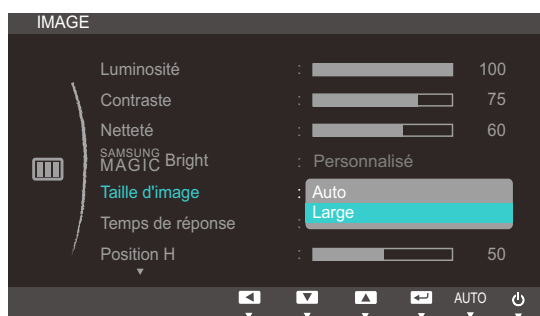 IMAGE
Luminosité : 100
Contraste : 75
Netteté : 60
SAMSUNG MAGIC Bright : Personnalisé
Taille d'image : Auto
Large
Temps de réponse :
Position H : 50
AUTO